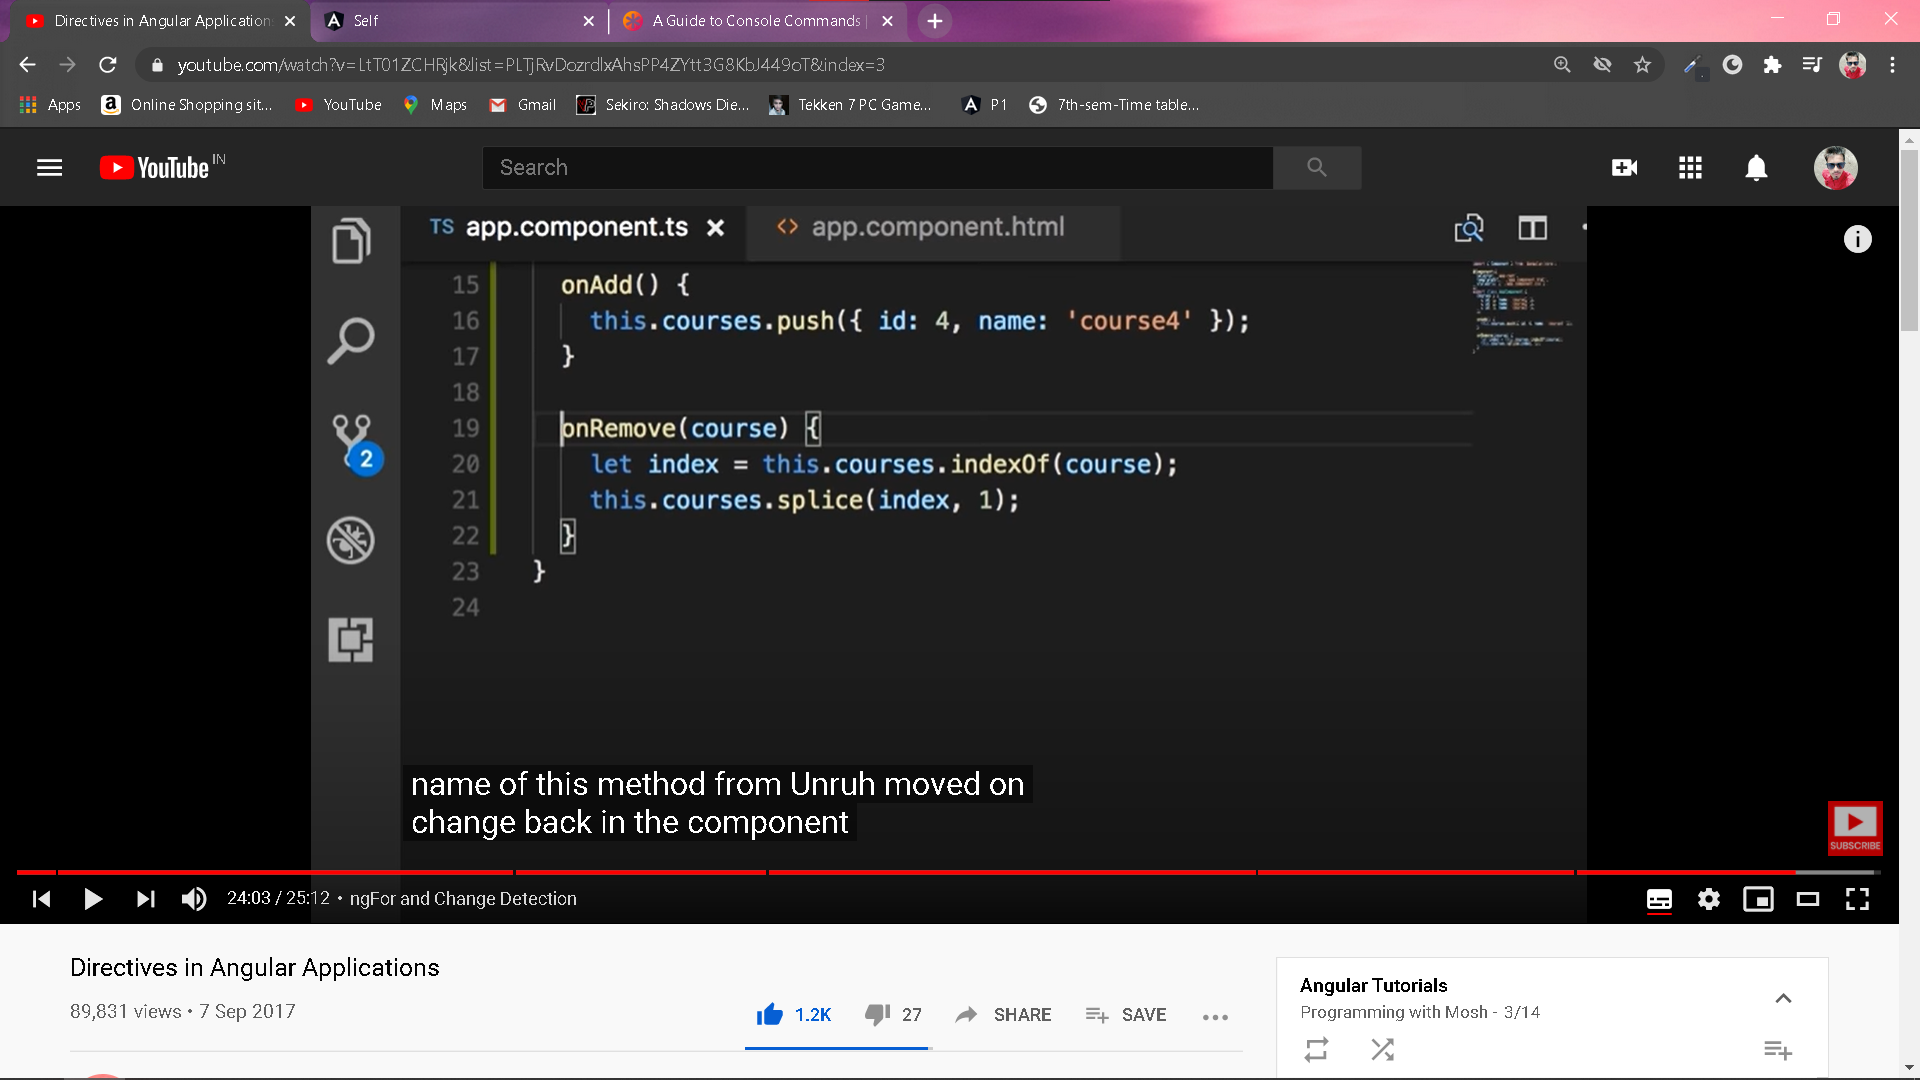 Directives in Angular Applications
Self
A Guide to Console Commands
youtube.com/watch?v=LtT01ZCHRjk&list=PLTjRvDozrdlxAhsPP4ZYtt3G8KbJ449oT&index=3
Apps
Online Shopping sit...
YouTube
Maps
Gmail
Sekiro: Shadows Die...
Tekken 7 PC Game...
P1
7th-sem-Time table...
YouTube IN
Search
TS app.component.ts
<> app.component.html
15 onAdd() {
16 this.courses.push({ id: 4, name: 'course4' });
17 }
18
19 onRemove(course) {
20 let index = this.courses.indexOf(course);
21 this.courses.splice(index, 1);
22 }
23 }
24
2
name of this method from Unruh moved on
change back in the component
SUBSCRIBE
24:03 / 25:12 • ngFor and Change Detection
Directives in Angular Applications
89,831 views • 7 Sep 2017
1.2K
27
SHARE
SAVE
Angular Tutorials
Programming with Mosh - 3/14